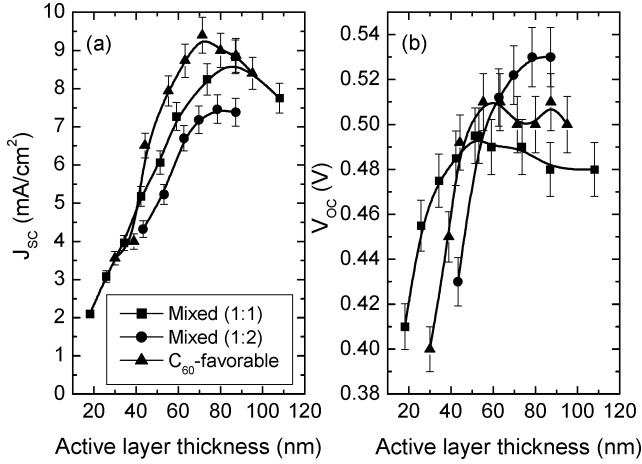 (a)
(b)
J_SC (mA/cm²)
10
9
8
7
6
5
4
3
2
1
0
Mixed (1:1)
Mixed (1:2)
C₆₀-favorable
0 20 40 60 80 100 120
Active layer thickness (nm)
V_OC (V)
0.54
0.52
0.50
0.48
0.46
0.44
0.42
0.40
0.38
20 40 60 80 100 120
Active layer thickness (nm)